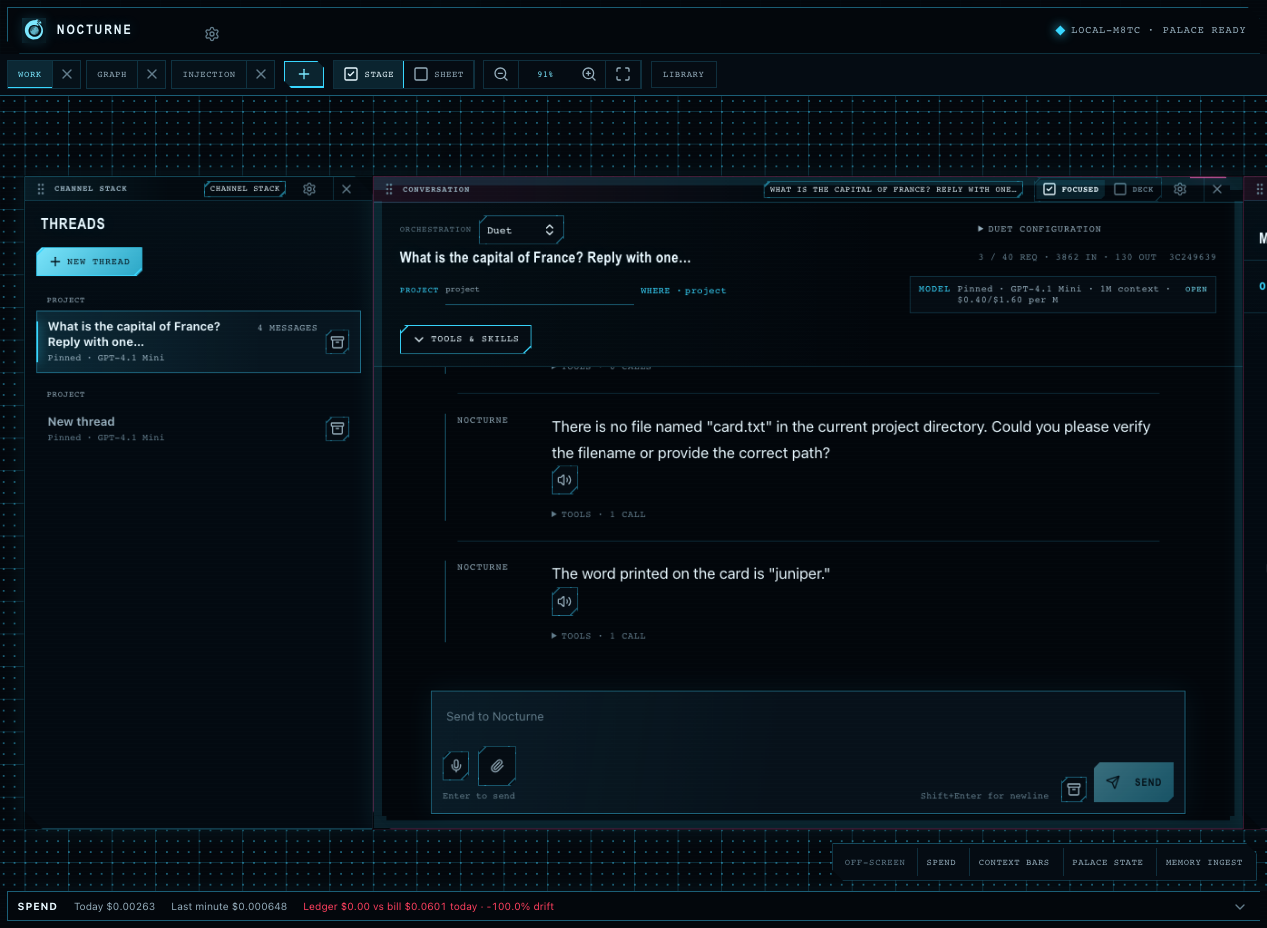 NOCTURNE
LOCAL-M8TC · PALACE READY
WORK
GRAPH
INJECTION
STAGE
SHEET
91%
LIBRARY
CHANNEL STACK
CHANNEL STACK
THREADS
NEW THREAD
PROJECT
What is the capital of France? Reply with one…
4 MESSAGES
Pinned · GPT-4.1 Mini
PROJECT
New thread
Pinned · GPT-4.1 Mini
CONVERSATION
WHAT IS THE CAPITAL OF FRANCE? REPLY WITH ONE…
FOCUSED
DECK
ORCHESTRATION
Duet
DUET CONFIGURATION
What is the capital of France? Reply with one…
3 / 40 REQ · 3862 IN · 130 OUT 3C249639
PROJECT project
WHERE · project
MODEL Pinned · GPT-4.1 Mini · 1M context ·
$0.40/$1.60 per M
OPEN
TOOLS & SKILLS
NOCTURNE
There is no file named "card.txt" in the current project directory. Could you please verify
the filename or provide the correct path?
TOOLS · 1 CALL
NOCTURNE
The word printed on the card is "juniper."
TOOLS · 1 CALL
Send to Nocturne
Enter to send
Shift+Enter for newline
SEND
M
O
OFF-SCREEN
SPEND
CONTEXT BARS
PALACE STATE
MEMORY INGEST
SPEND Today $0.00263 Last minute $0.000648 Ledger $0.00 vs bill $0.0601 today · -100.0% drift